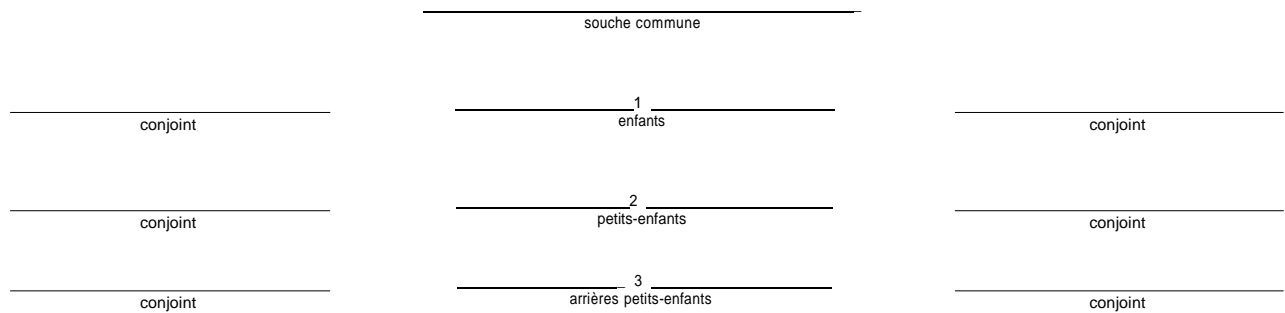 souche commune
1
conjoint enfants conjoint
2
conjoint petits-enfants conjoint
3
conjoint arrières petits-enfants conjoint